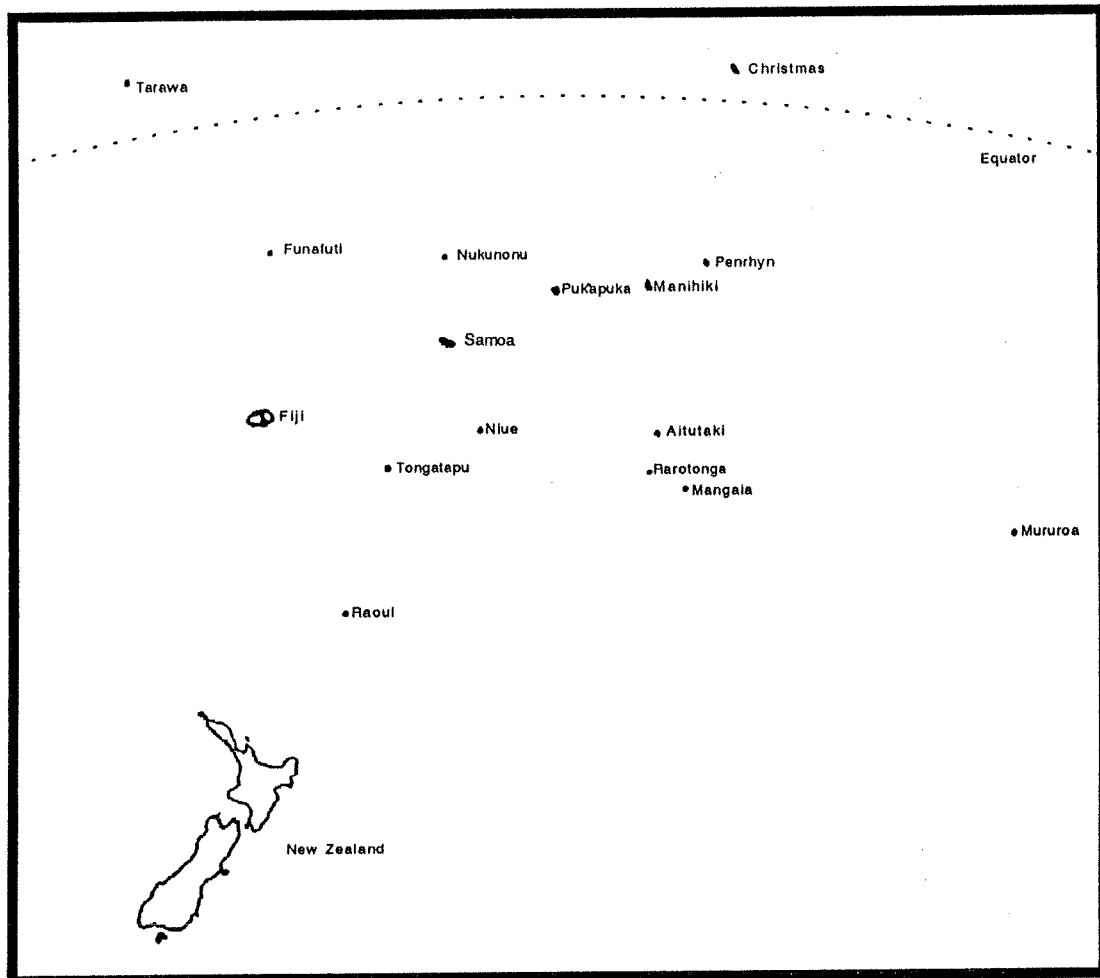 Christmas
Tarawa
Equator
Funafuti
Nukunonu
Penrhyn
Pukapuka
Manihiki
Samoa
Fiji
Niue
Aitutaki
Tongatapu
Rarotonga
Mangaia
Mururoa
Raoul
New Zealand